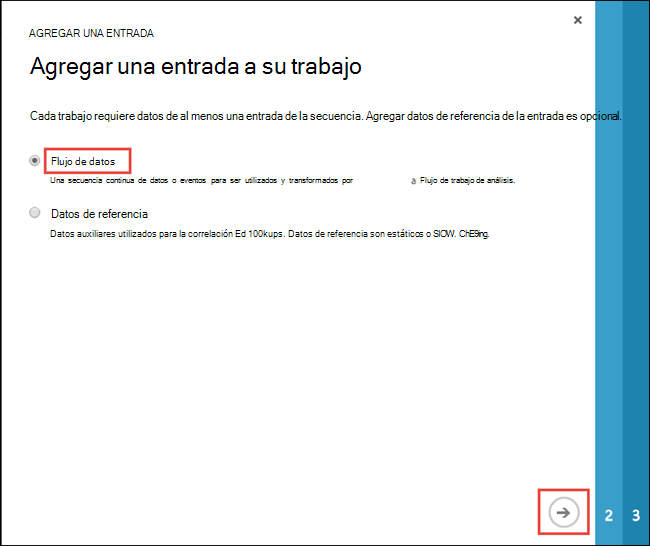 AGREGAR UNA ENTRADA
Agregar una entrada a su trabajo
Cada trabajo requiere datos de al menos una entrada de la secuencia. Agregar datos de referencia de la entrada es opcional.
Flujo de datos
Una secuencia continua de datos o eventos para ser utilizados y transformados por a Flujo de trabajo de análisis.
Datos de referencia
Datos auxiliares utilizados para la correlación Ed 100kups. Datos de referencia son estáticos o SIOW. ChE9ing.
2 3